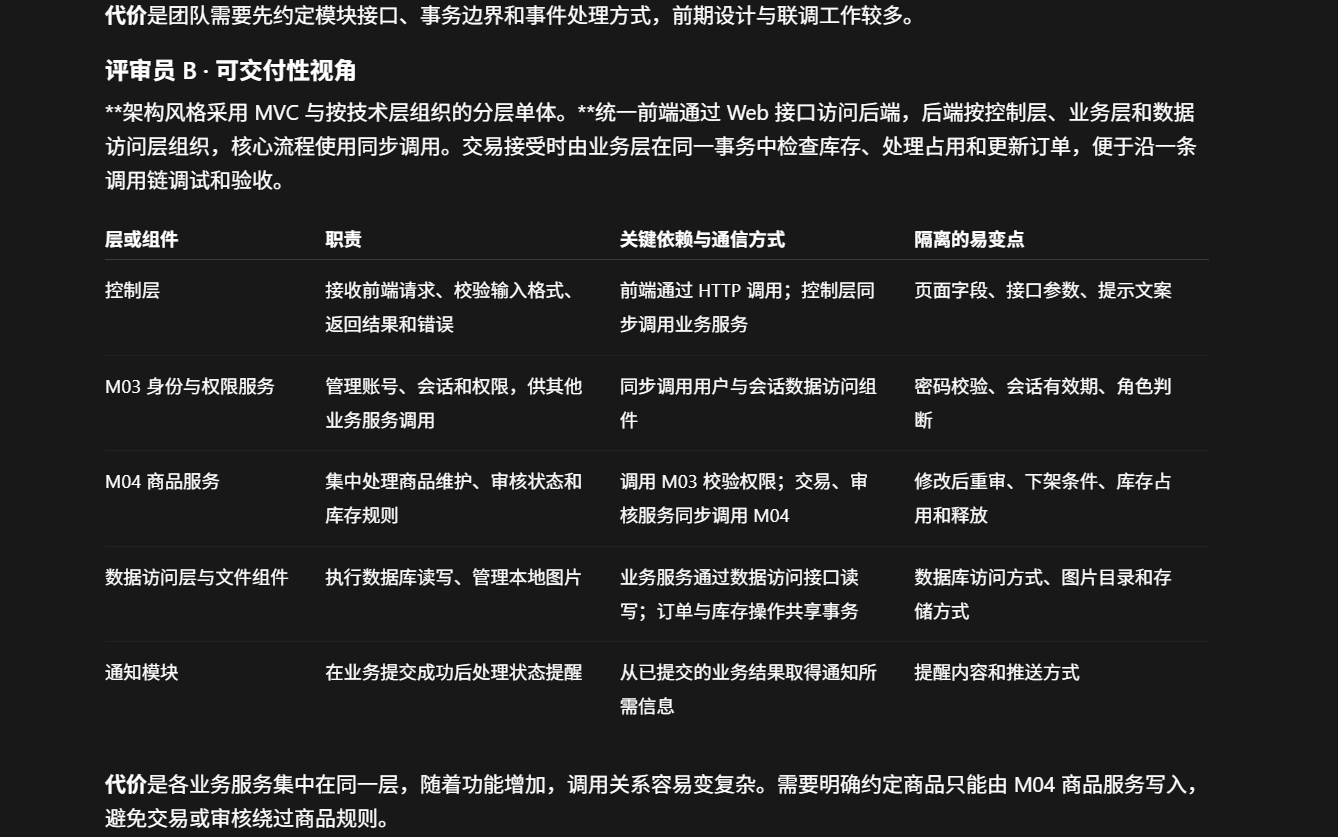 代价是团队需要先约定模块接口、事务边界和事件处理方式，前期设计与联调工作较多。
评审员 B · 可交付性视角
**架构风格采用 MVC 与按技术层组织的分层单体。**统一前端通过 Web 接口访问后端，后端按控制层、业务层和数据
访问层组织，核心流程使用同步调用。交易接受时由业务层在同一事务中检查库存、处理占用和更新订单，便于沿一条
调用链调试和验收。
层或组件 职责 关键依赖与通信方式 隔离的易变点
控制层 接收前端请求、校验输入格式、 前端通过 HTTP 调用；控制层同 页面字段、接口参数、提示文案
返回结果和错误 步调用业务服务
M03 身份与权限服务 管理账号、会话和权限，供其他 同步调用用户与会话数据访问组 密码校验、会话有效期、角色判
业务服务调用 件 断
M04 商品服务 集中处理商品维护、审核状态和 调用 M03 校验权限；交易、审 修改后重审、下架条件、库存占
库存规则 核服务同步调用 M04 用和释放
数据访问层与文件组件 执行数据库读写、管理本地图片 业务服务通过数据访问接口读 数据库访问方式、图片目录和存
写；订单与库存操作共享事务 储方式
通知模块 在业务提交成功后处理状态提醒 从已提交的业务结果取得通知所 提醒内容和推送方式
需信息
代价是各业务服务集中在同一层，随着功能增加，调用关系容易变复杂。需要明确约定商品只能由 M04 商品服务写入，
避免交易或审核绕过商品规则。